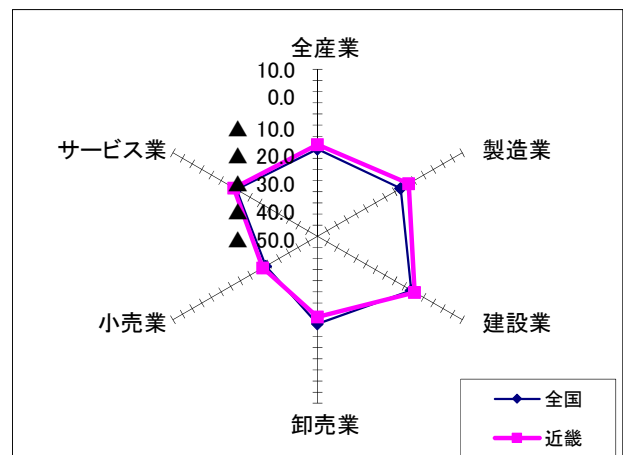 全産業
10.0
0.0
▲ 10.0
▲ 20.0
▲ 30.0
▲ 40.0
▲ 50.0
サービス業
製造業
小売業
建設業
卸売業
全国
近畿